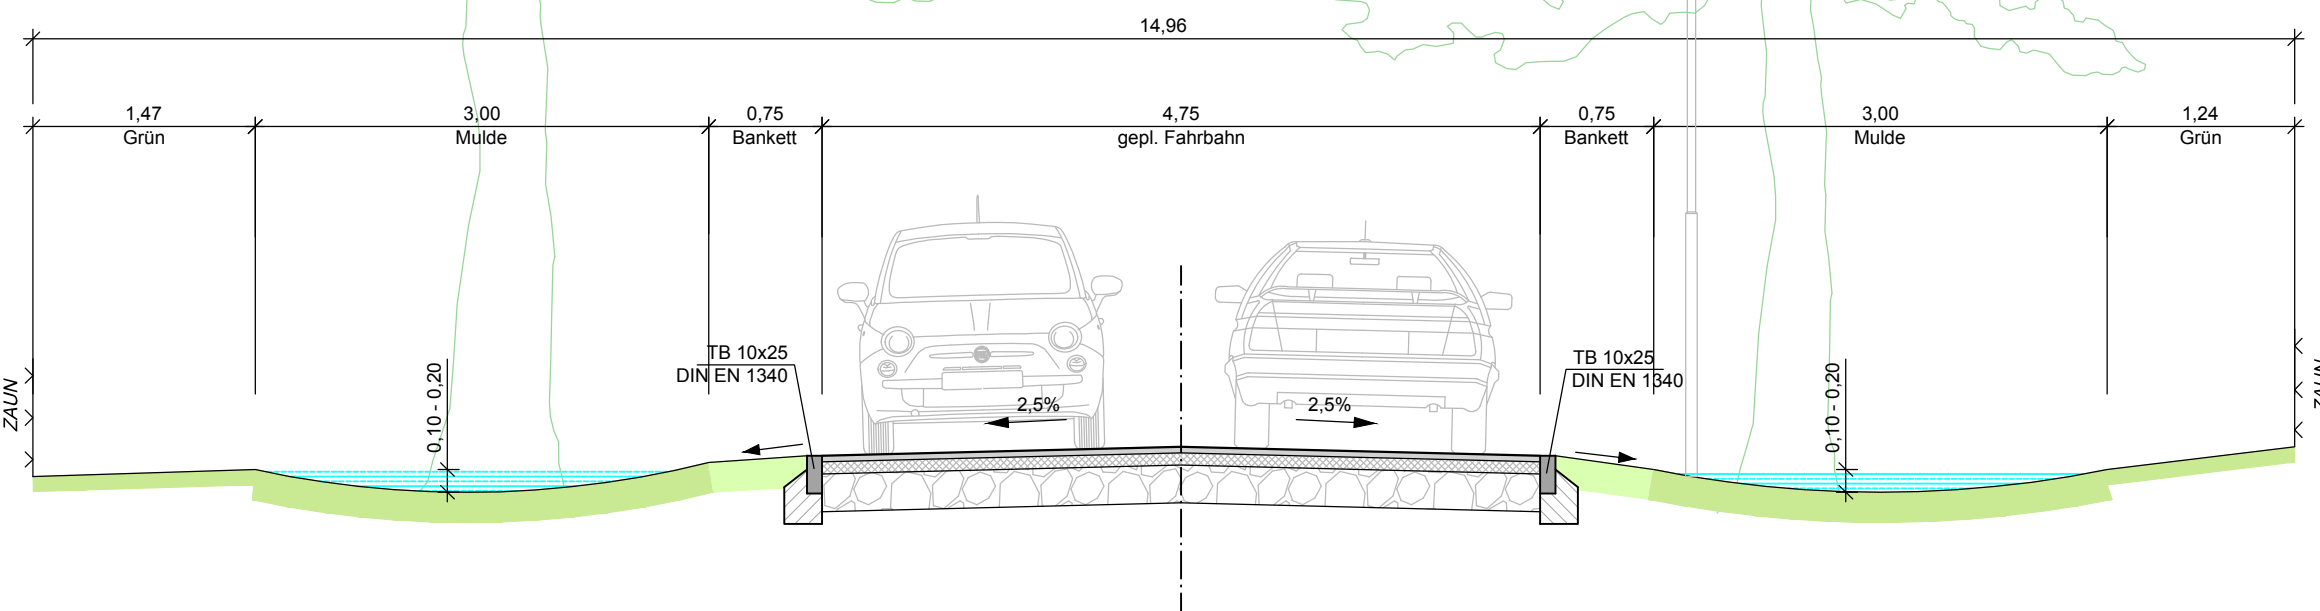 14,96
1,47
Grün
3,00
Mulde
0,75
Bankett
4,75
gepl. Fahrbahn
0,75
Bankett
3,00
Mulde
1,24
Grün
TB 10x25
DIN EN 1340
TB 10x25
DIN EN 1340
ZAUN
0,10 - 0,20
2,5%
2,5%
0,10 - 0,20
ZAUN